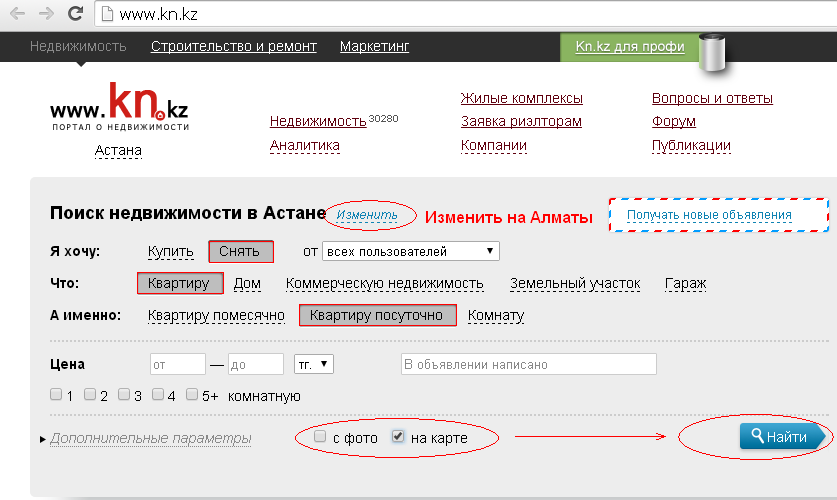 www.kn.kz
Недвижимость Строительство и ремонт Маркетинг Kn.kz для профи
www.kn.kz
ПОРТАЛ О НЕДВИЖИМОСТИ
Астана
Недвижимость 30280
Аналитика
Жилые комплексы
Заявка риэлторам
Компании
Вопросы и ответы
Форум
Публикации
Поиск недвижимости в Астане Изменить Изменить на Алматы Получать новые объявления
Я хочу: Купить Снять от всех пользователей
Что: Квартиру Дом Коммерческую недвижимость Земельный участок Гараж
А именно: Квартиру помесячно Квартиру посуточно Комнату
Цена от — до тг. В объявлении написано
1 2 3 4 5+ комнатную
Дополнительные параметры с фото на карте Найти